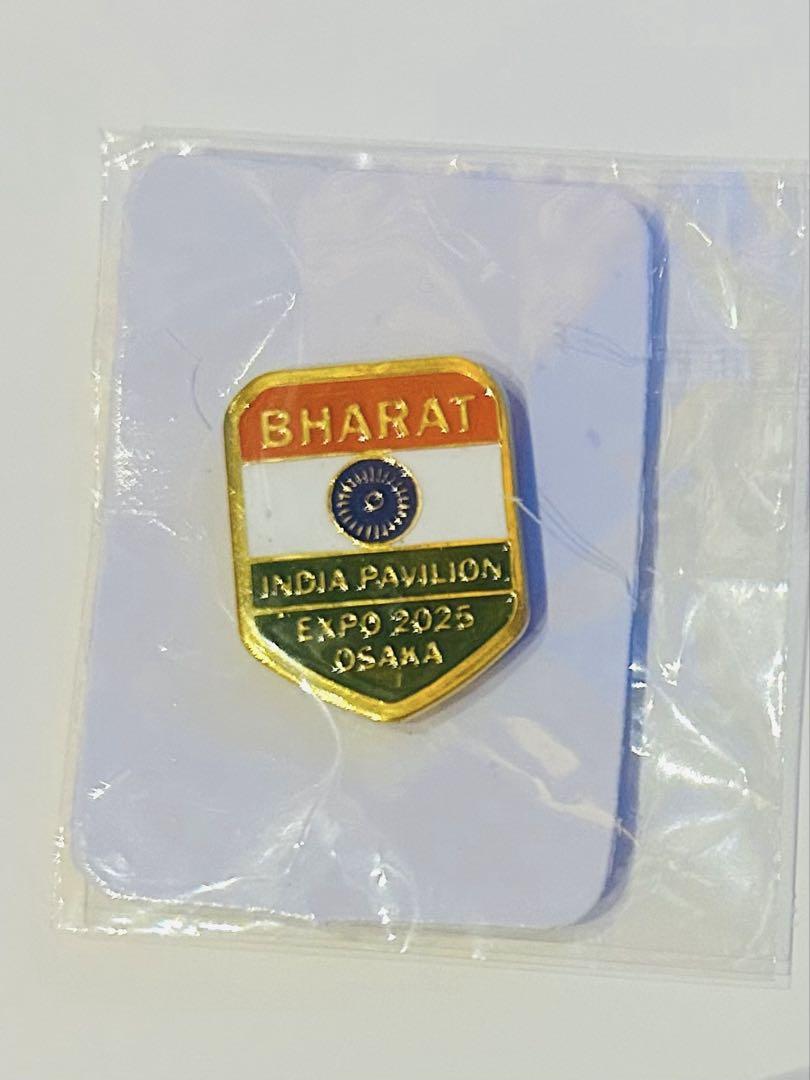 BHARAT
INDIA PAVILION
EXPO 2025
OSAKA